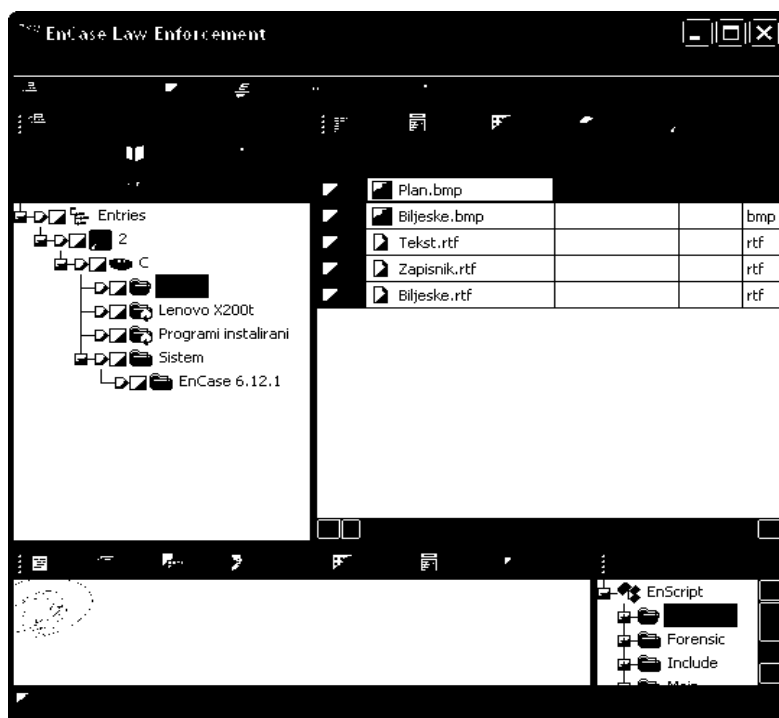 EnCase Law Enforcement
Plan.bmp
Biljeske.bmp bmp
Tekst.rtf rtf
Zapisnik.rtf rtf
Biljeske.rtf rtf
Entries
2
C
Lenovo X200t
Programi instalirani
Sistem
EnCase 6.12.1
EnScript
Forensic
Include
Main